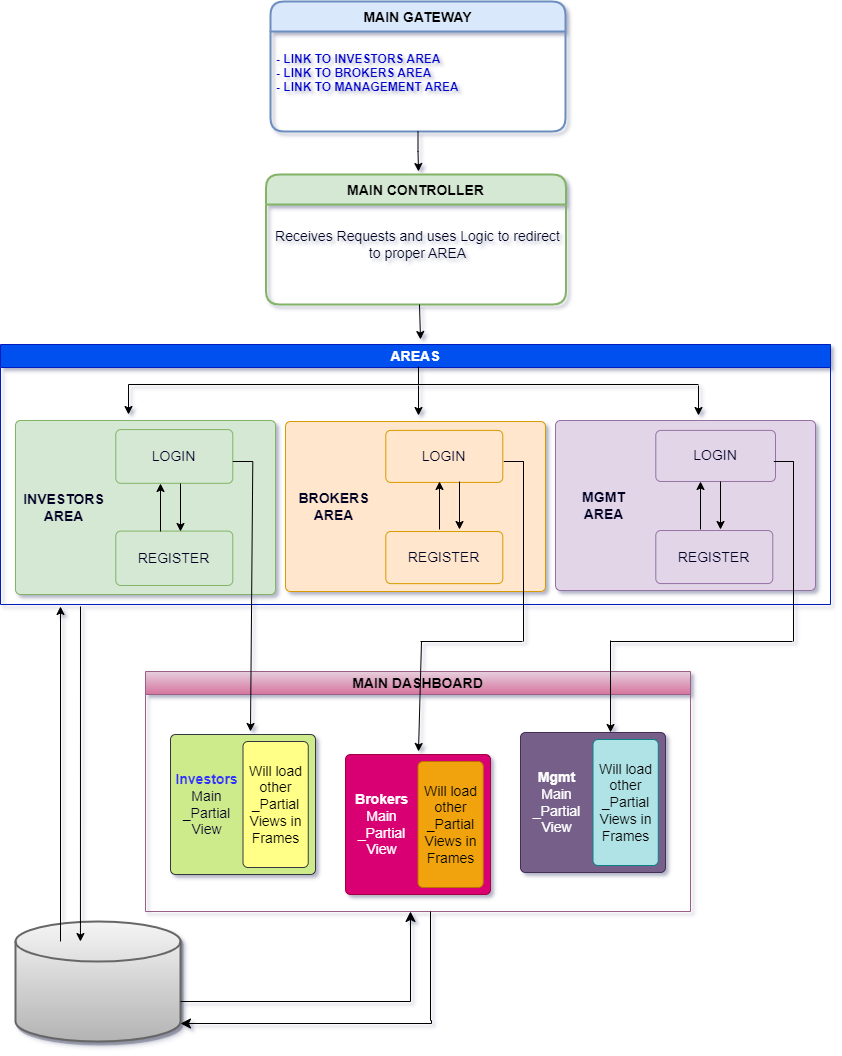 MAIN GATEWAY
- LINK TO INVESTORS AREA
- LINK TO BROKERS AREA
- LINK TO MANAGEMENT AREA
MAIN CONTROLLER
Receives Requests and uses Logic to redirect
to proper AREA
AREAS
LOGIN
INVESTORS
AREA
REGISTER
LOGIN
BROKERS
AREA
REGISTER
LOGIN
MGMT
AREA
REGISTER
MAIN DASHBOARD
Investors
Main
_Partial
View
Will load
other
_Partial
Views in
Frames
Brokers
Main
_Partial
View
Will load
other
_Partial
Views in
Frames
Mgmt
Main
_Partial
View
Will load
other
_Partial
Views in
Frames